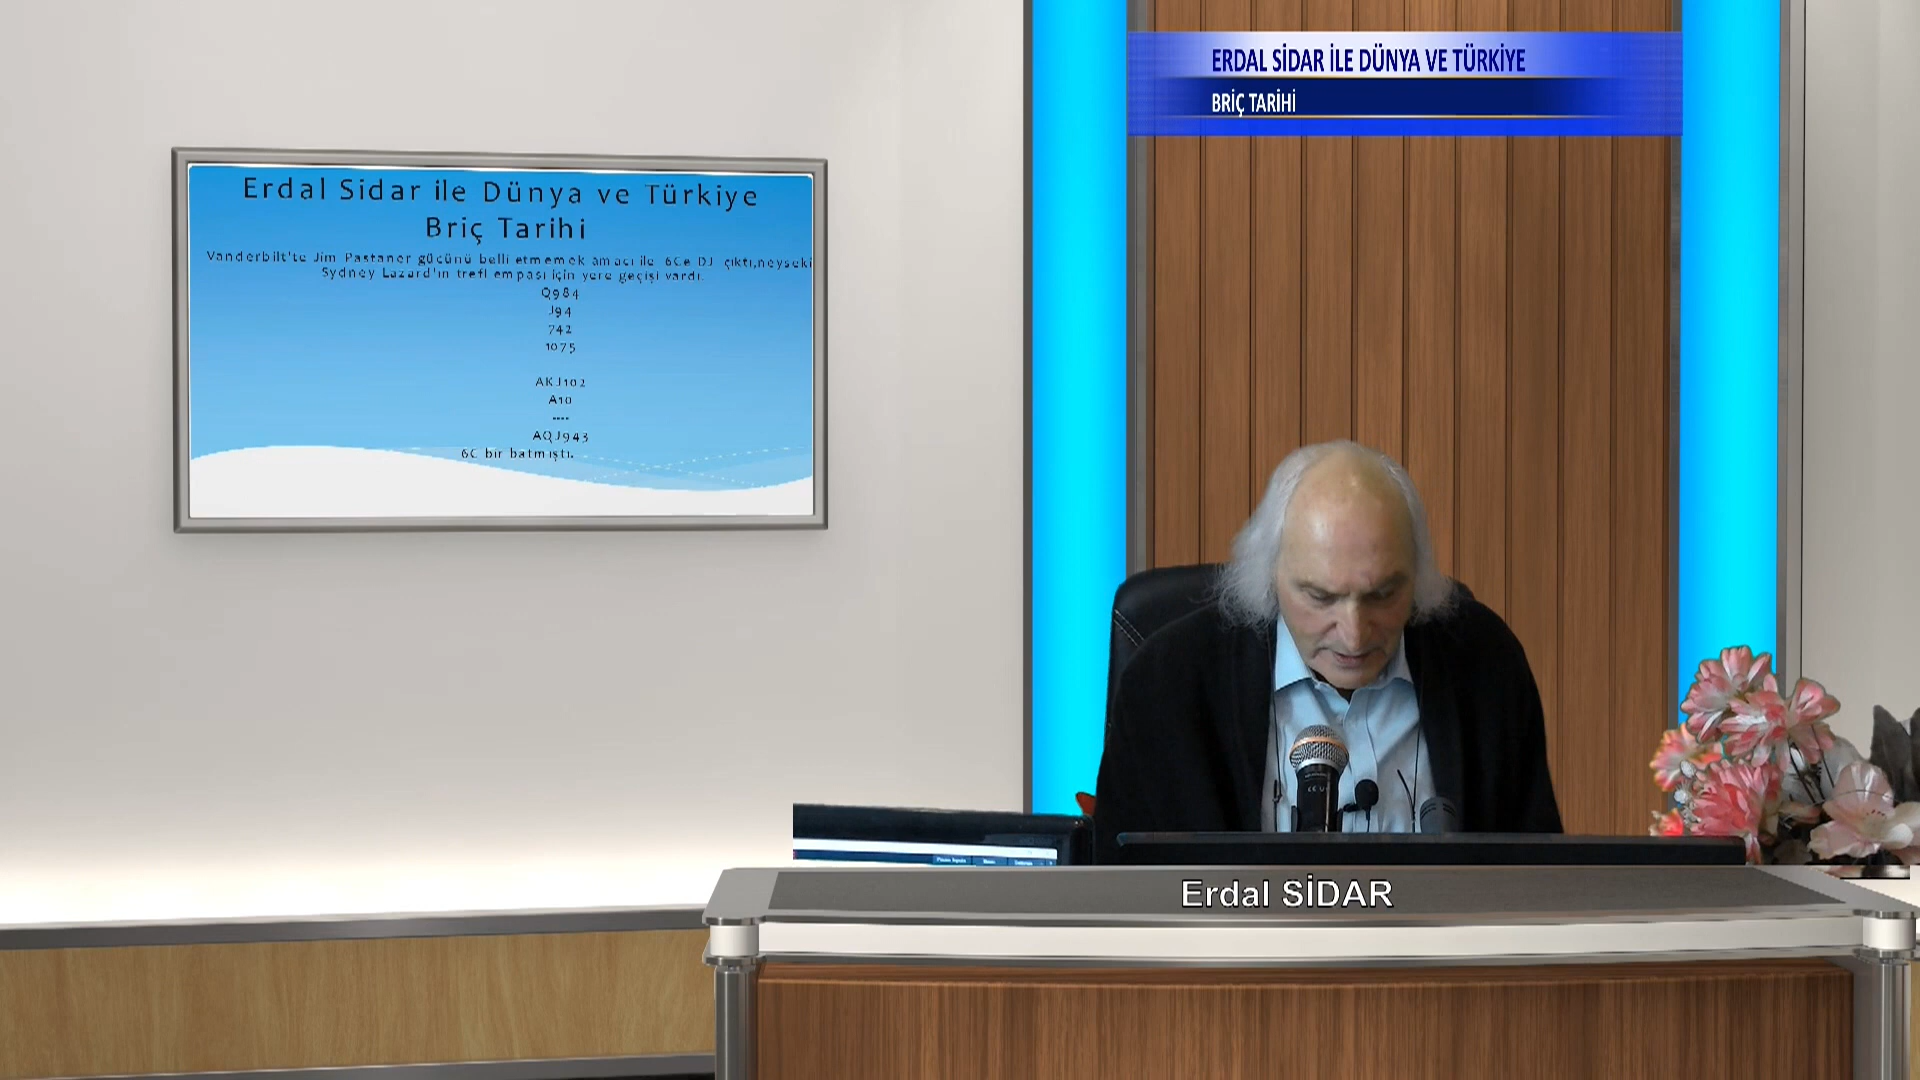 ERDAL SİDAR İLE DÜNYA VE TÜRKİYE
BRİÇ TARİHİ
Erdal Sidar ile Dünya ve Türkiye
Briç Tarihi
Vanderbilt'te Jim Pastaner gücünü belli etmemek amacı ile 6Ce DJ çıktı,neyseki
Sydney Lazard'ın trefl empası için yere geçişi vardı.
Q984
J94
742
1075
AKJ102
A10
----
AQJ943
6C bir batmıştı.
Erdal SİDAR